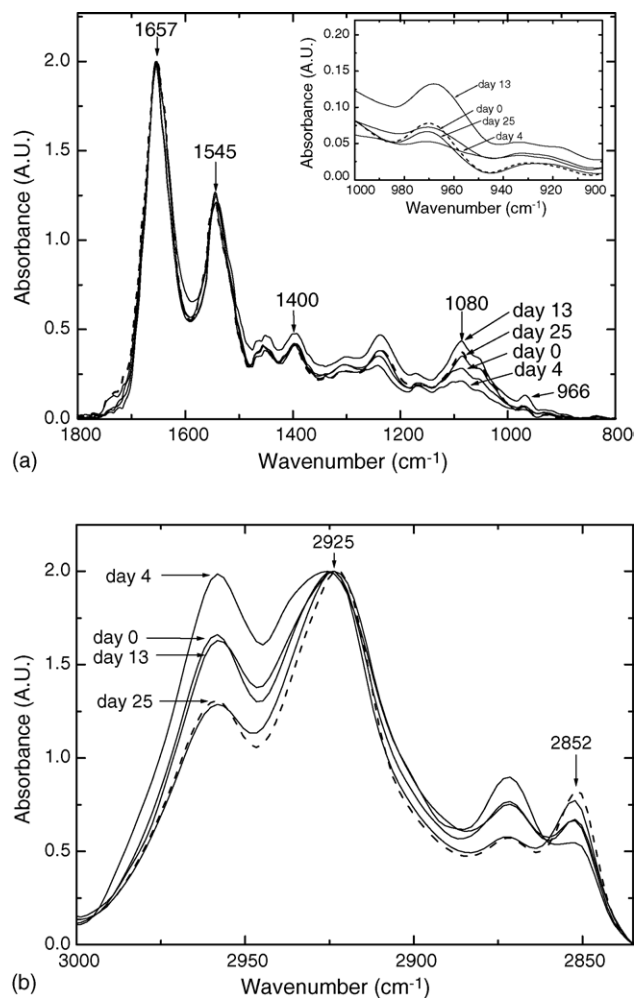 1657
1545
1400
1080
day 13
day 25
day 0
day 4
966
2.0
1.5
1.0
0.5
0.0
Absorbance (A.U.)
1800 1600 1400 1200 1000 800
Wavenumber (cm-1)
(a)
0.20
0.15
0.10
0.05
0.00
Absorbance (A.U.)
day 13
day 0
day 25
day 4
1000 980 960 940 920 900
Wavenumber (cm-1)
2925
day 4
day 0
day 13
day 25
2852
2.0
1.5
1.0
0.5
0.0
Absorbance (A.U.)
3000 2950 2900 2850
Wavenumber (cm-1)
(b)